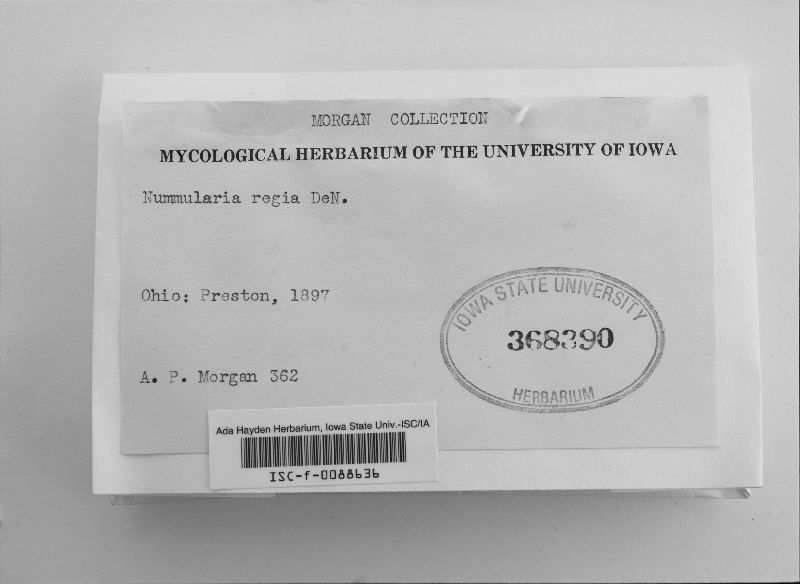 MORGAN COLLECTION
MYCOLOGICAL HERBARIUM OF THE UNIVERSITY OF IOWA
Nummularia regia DeN.
Ohio: Preston, 1897
A. P. Morgan 362
IOWA STATE UNIVERSITY
368390
HERBARIUM
Ada Hayden Herbarium, Iowa State Univ.-ISC/IA
ISC-f-0088636